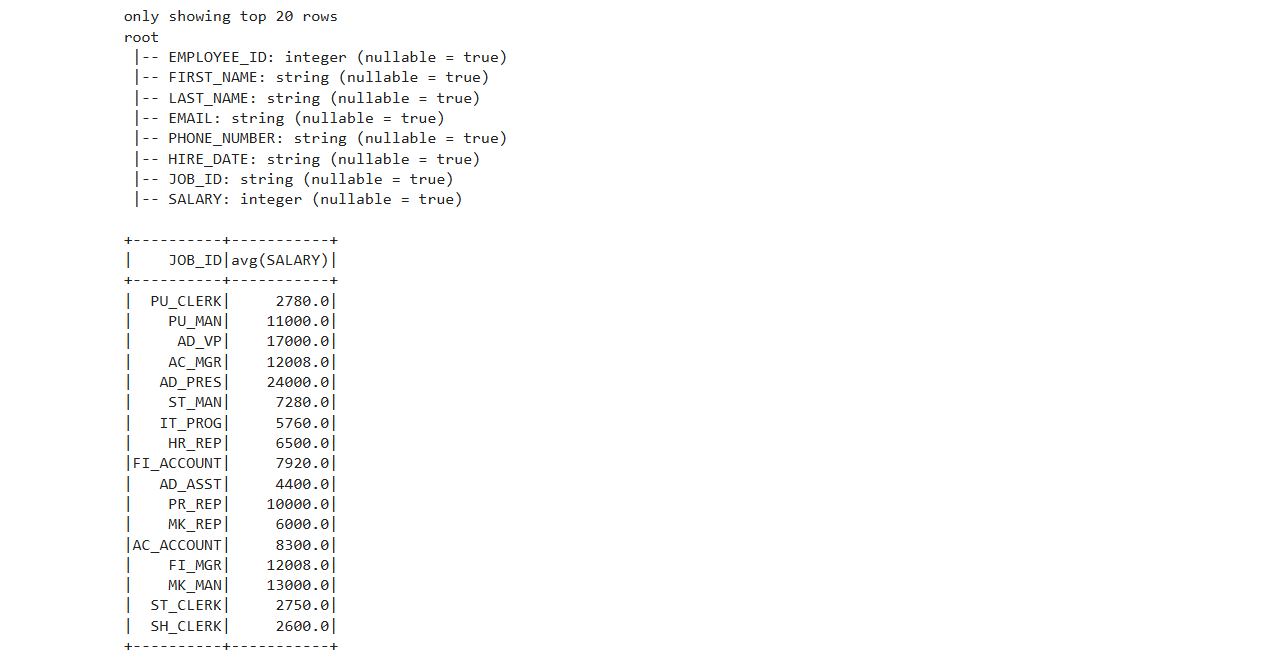 only showing top 20 rows
root
 |-- EMPLOYEE_ID: integer (nullable = true)
 |-- FIRST_NAME: string (nullable = true)
 |-- LAST_NAME: string (nullable = true)
 |-- EMAIL: string (nullable = true)
 |-- PHONE_NUMBER: string (nullable = true)
 |-- HIRE_DATE: string (nullable = true)
 |-- JOB_ID: string (nullable = true)
 |-- SALARY: integer (nullable = true)

+----------+-----------+
|    JOB_ID|avg(SALARY)|
+----------+-----------+
|  PU_CLERK|     2780.0|
|    PU_MAN|    11000.0|
|     AD_VP|    17000.0|
|    AC_MGR|    12008.0|
|   AD_PRES|    24000.0|
|    ST_MAN|     7280.0|
|   IT_PROG|     5760.0|
|    HR_REP|     6500.0|
|FI_ACCOUNT|     7920.0|
|   AD_ASST|     4400.0|
|    PR_REP|    10000.0|
|    MK_REP|     6000.0|
|AC_ACCOUNT|     8300.0|
|    FI_MGR|    12008.0|
|    MK_MAN|    13000.0|
|  ST_CLERK|     2750.0|
|  SH_CLERK|     2600.0|
+----------+-----------+